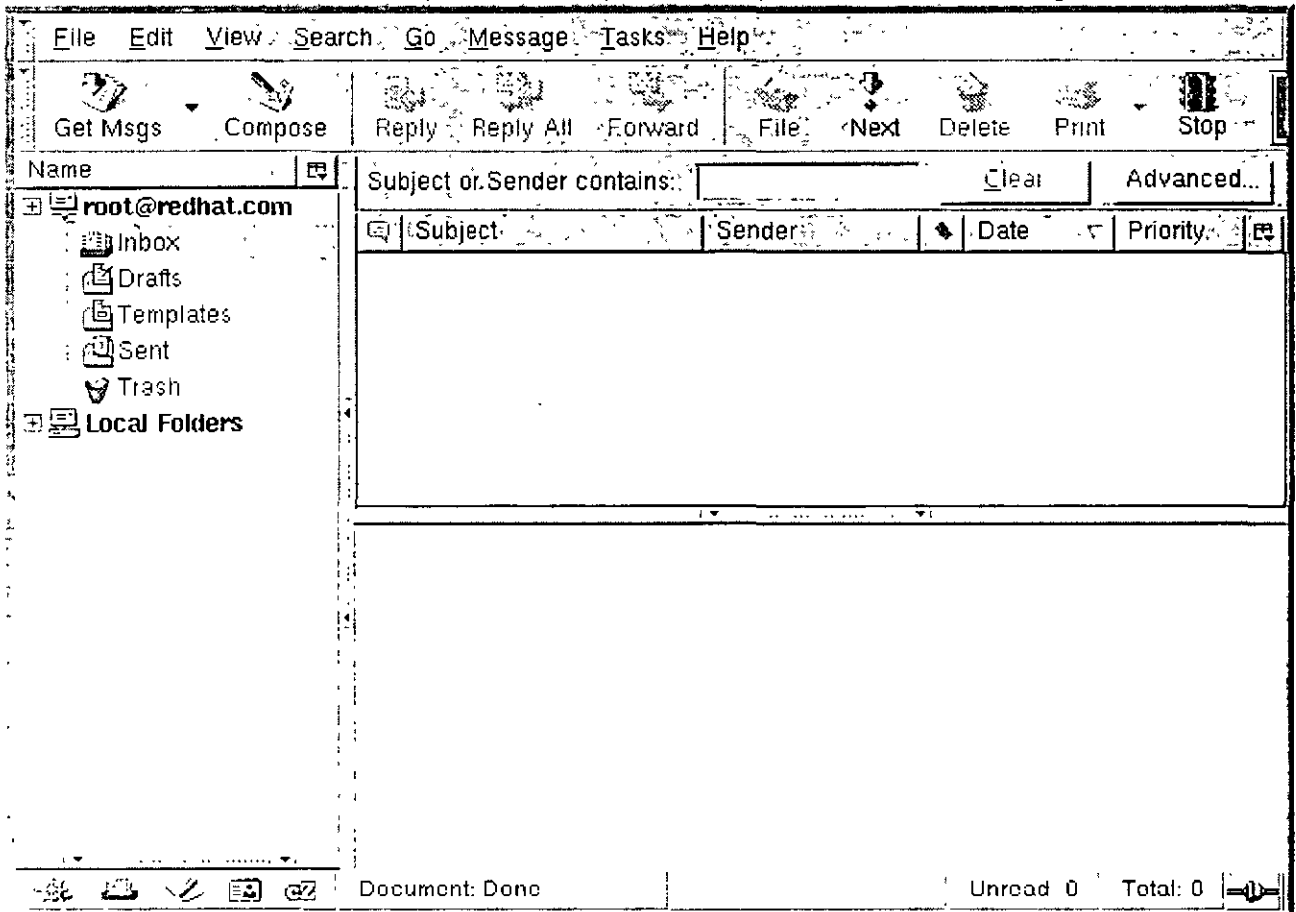 File Edit View Search Go Message Tasks Help
Get Msgs Compose Reply Reply All Forward File Next Delete Print Stop
Name
Subject or Sender contains: Clear Advanced...
root@redhat.com
Subject Sender Date Priority
Inbox
Drafts
Templates
Sent
Trash
Local Folders
Document: Done Unread 0 Total: 0